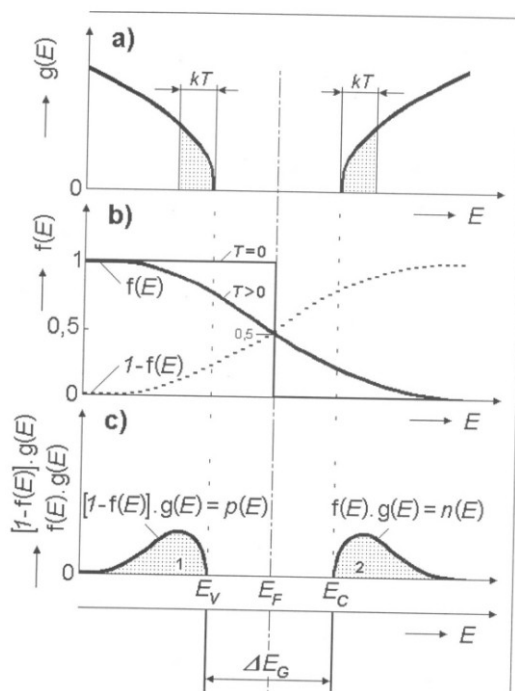 a)
g(E)
kT
kT
0
E
b)
f(E)
1
T=0
f(E)
T>0
0,5
0,5
1-f(E)
0
E
c)
[1-f(E)].g(E)
f(E).g(E)
[1-f(E)].g(E)=p(E)
f(E).g(E)=n(E)
1
2
0
E_V
E_F
E_C
E
E
ΔE_G